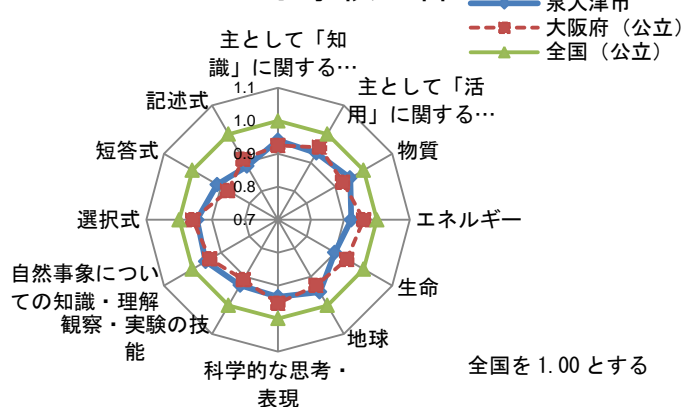 泉大津市
大阪府（公立）
全国（公立）
主として「知
識」に関する…
主として「活
用」に関する…
物質
エネルギー
生命
地球
科学的な思考・
表現
観察・実験の技
能
自然事象につい
ての知識・理解
選択式
短答式
記述式
1.1
1.0
0.9
0.8
0.7
全国を1.00とする